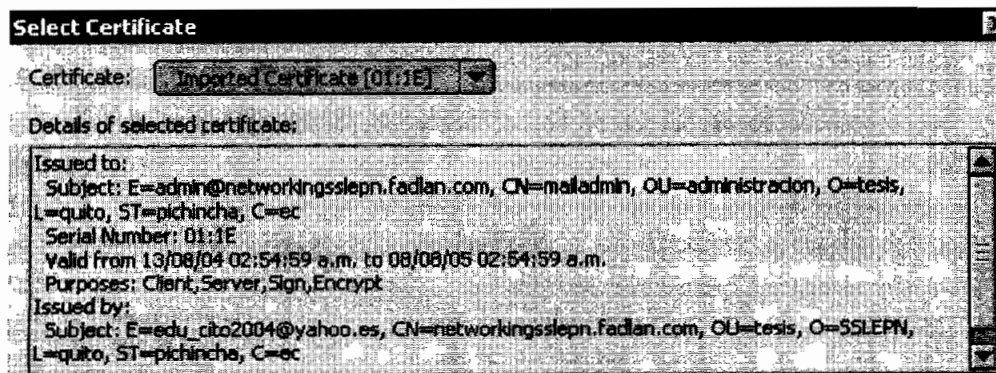 Select Certificate
Certificate: Imported Certificate [01:1E]
Details of selected certificate:
Issued to:
Subject: E=admin@networkingsslepn.fadlan.com, CN=mailadmin, OU=administracion, O=tesis,
L=quito, ST=pichincha, C=ec
Serial Number: 01:1E
Valid from 13/08/04 02:54:59 a.m. to 08/08/05 02:54:59 a.m.
Purposes: Client,Server,Sign,Encrypt
Issued by:
Subject: E=edu_cito2004@yahoo.es, CN=networkingsslepn.fadlan.com, OU=tesis, O=SSLEPN,
L=quito, ST=pichincha, C=ec